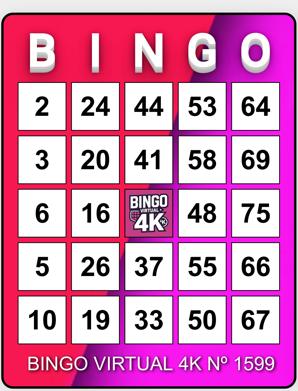 B I N G O
2 24 44 53 64
3 20 41 58 69
6 16 BINGO VIRTUAL 4K 48 75
5 26 37 55 66
10 19 33 50 67
BINGO VIRTUAL 4K Nº 1599